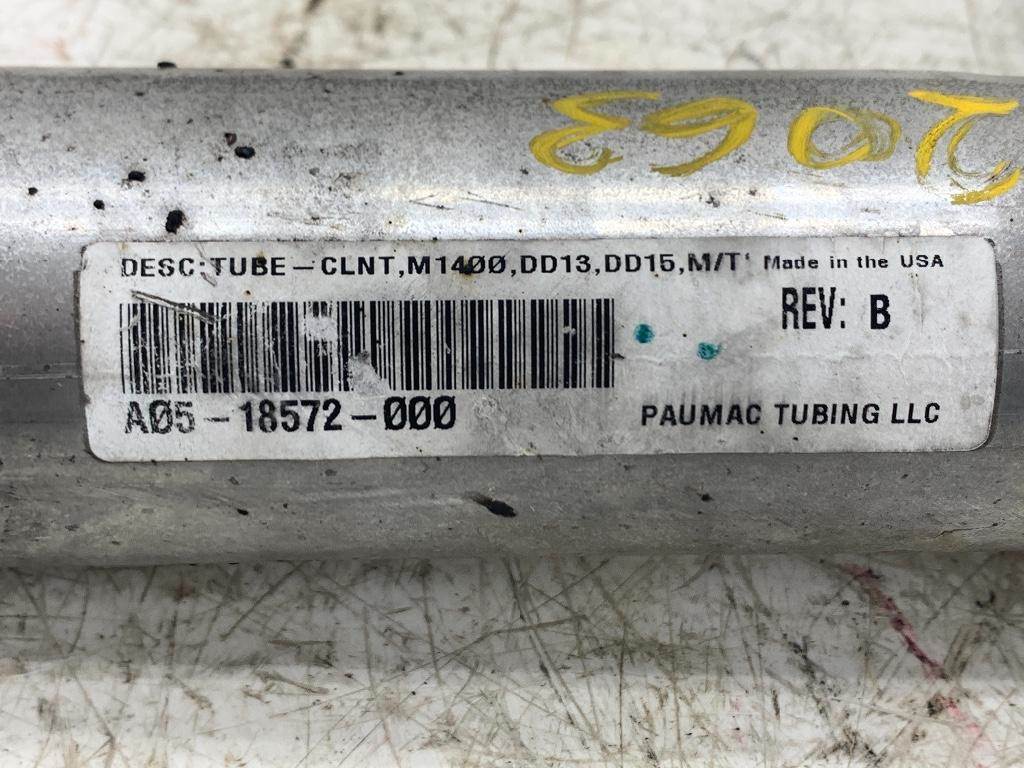 2063
DESC:TUBE-CLNT,M1400,DD13,DD15,M/T' Made in the USA
REV: B
A05-18572-000
PAUMAC TUBING LLC